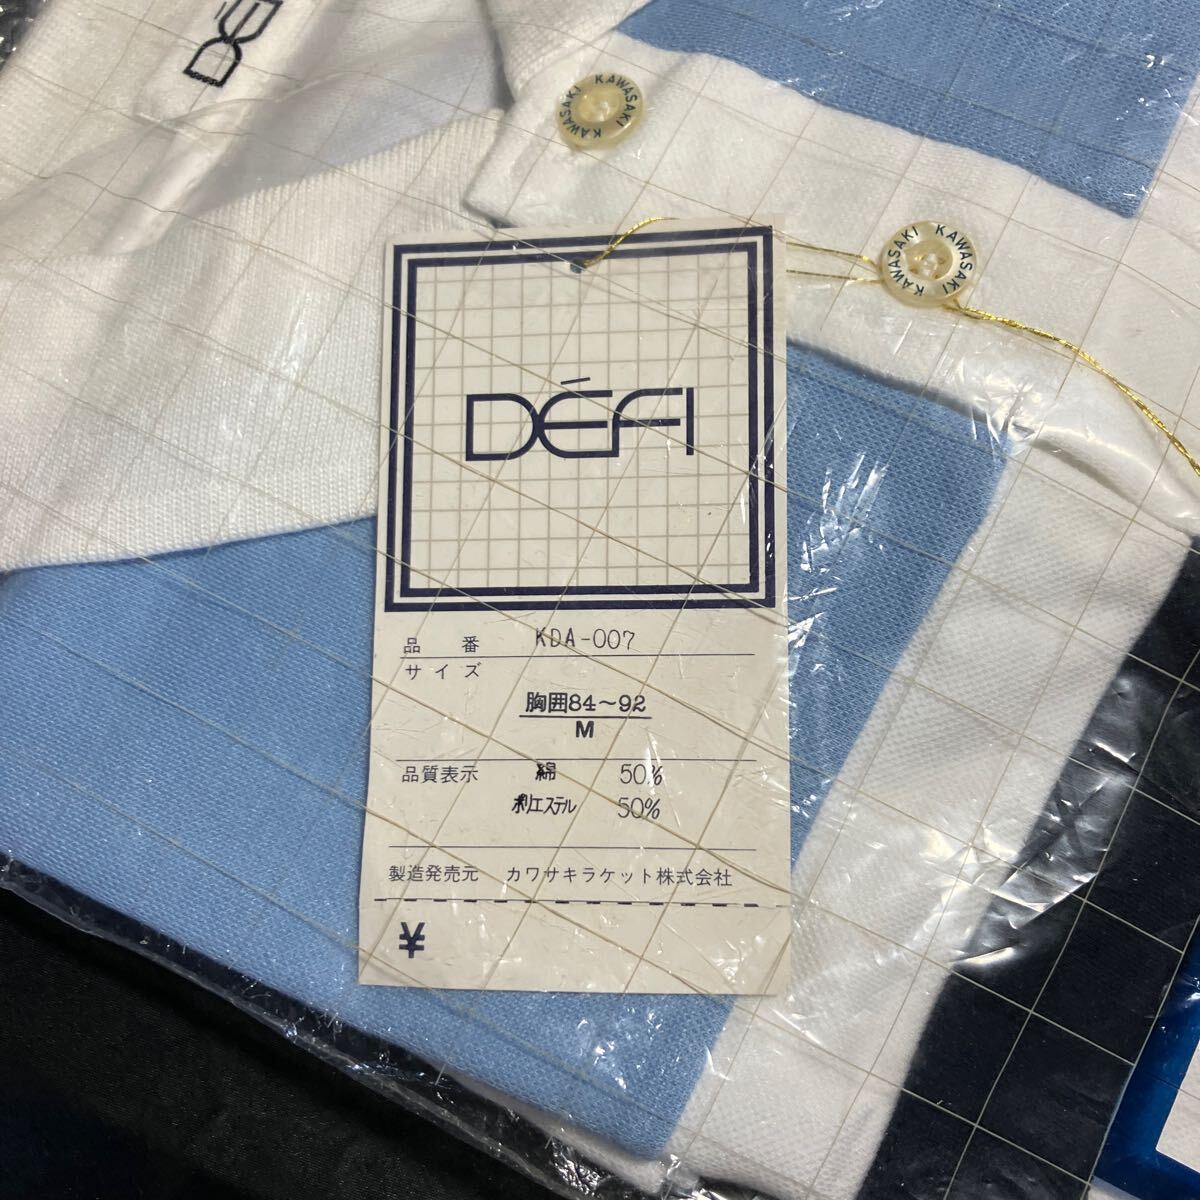 KAWASAKI KAWASAKI
KAWASAKI KAWASAKI
DÉFI
品番 KDA-007
サイズ
胸囲84～92
M
品質表示 綿 50%
ポリエステル 50%
製造発売元 カワサキラケット株式会社
¥